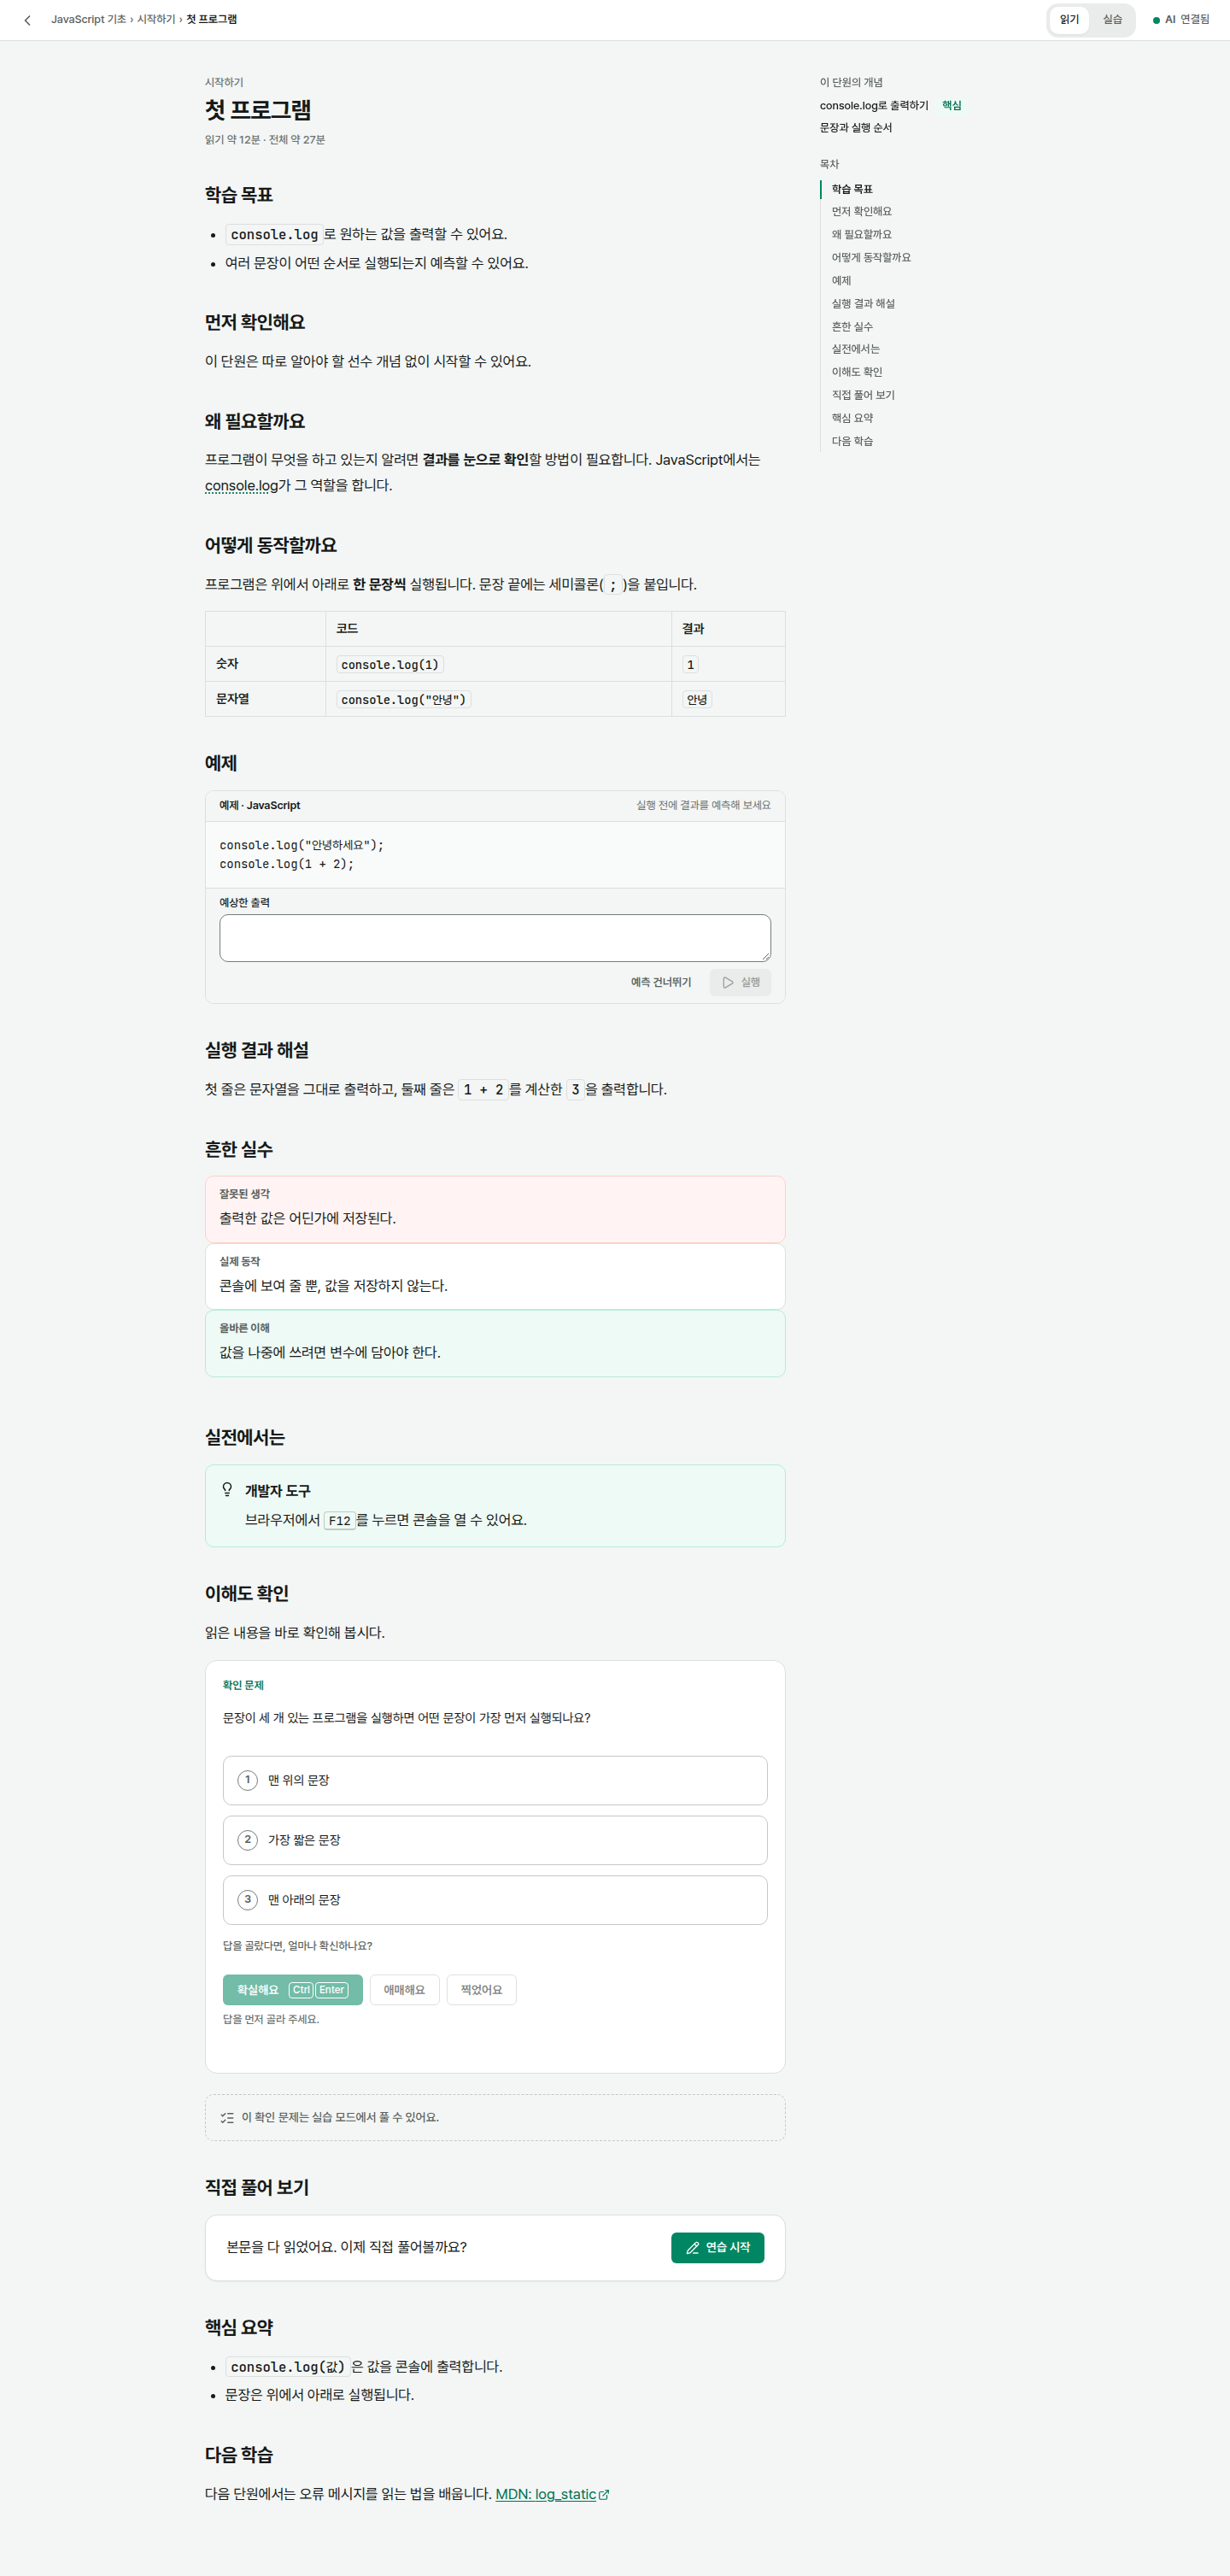 JavaScript 기초 › 시작하기 › 첫 프로그램
읽기 실습 AI 연결됨
시작하기
첫 프로그램
읽기 약 12분 · 전체 약 27분
학습 목표
console.log로 원하는 값을 출력할 수 있어요.
여러 문장이 어떤 순서로 실행되는지 예측할 수 있어요.
먼저 확인해요
이 단원은 따로 알아야 할 선수 개념 없이 시작할 수 있어요.
왜 필요할까요
프로그램이 무엇을 하고 있는지 알려면 결과를 눈으로 확인할 방법이 필요합니다. JavaScript에서는
console.log가 그 역할을 합니다.
어떻게 동작할까요
프로그램은 위에서 아래로 한 문장씩 실행됩니다. 문장 끝에는 세미콜론(;)을 붙입니다.
코드 결과
숫자 console.log(1) 1
문자열 console.log("안녕") 안녕
예제
예제 · JavaScript 실행 전에 결과를 예측해 보세요
console.log("안녕하세요");
console.log(1 + 2);
예상한 출력
예측 건너뛰기 실행
실행 결과 해설
첫 줄은 문자열을 그대로 출력하고, 둘째 줄은 1 + 2를 계산한 3을 출력합니다.
흔한 실수
잘못된 생각
출력한 값은 어딘가에 저장된다.
실제 동작
콘솔에 보여 줄 뿐, 값을 저장하지 않는다.
올바른 이해
값을 나중에 쓰려면 변수에 담아야 한다.
실전에서는
개발자 도구
브라우저에서 F12를 누르면 콘솔을 열 수 있어요.
이해도 확인
읽은 내용을 바로 확인해 봅시다.
확인 문제
문장이 세 개 있는 프로그램을 실행하면 어떤 문장이 가장 먼저 실행되나요?
1 맨 위의 문장
2 가장 짧은 문장
3 맨 아래의 문장
답을 골랐다면, 얼마나 확신하나요?
확실해요 Ctrl Enter 애매해요 찍었어요
답을 먼저 골라 주세요.
이 확인 문제는 실습 모드에서 풀 수 있어요.
직접 풀어 보기
본문을 다 읽었어요. 이제 직접 풀어볼까요? 연습 시작
핵심 요약
console.log(값)은 값을 콘솔에 출력합니다.
문장은 위에서 아래로 실행됩니다.
다음 학습
다음 단원에서는 오류 메시지를 읽는 법을 배웁니다. MDN: log_static
이 단원의 개념
console.log로 출력하기 핵심
문장과 실행 순서
목차
학습 목표
먼저 확인해요
왜 필요할까요
어떻게 동작할까요
예제
실행 결과 해설
흔한 실수
실전에서는
이해도 확인
직접 풀어 보기
핵심 요약
다음 학습